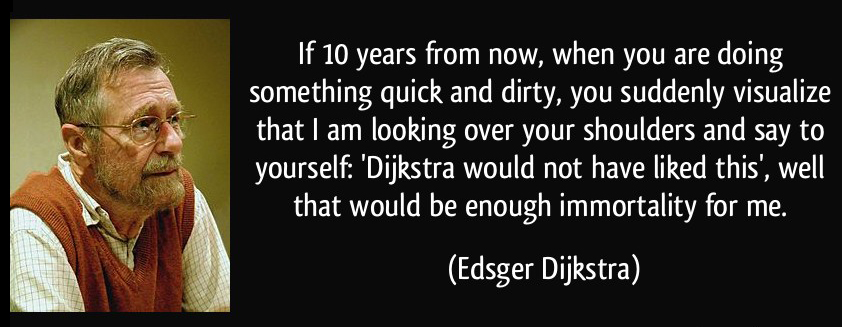 If 10 years from now, when you are doing
something quick and dirty, you suddenly visualize
that I am looking over your shoulders and say to
yourself: 'Dijkstra would not have liked this', well
that would be enough immortality for me.
(Edsger Dijkstra)